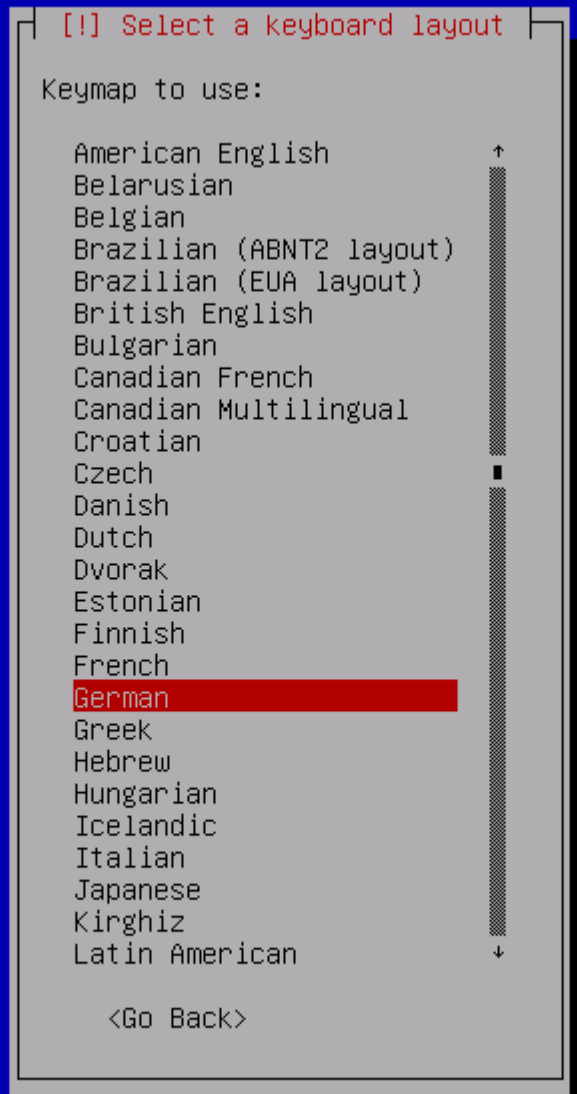 [!] Select a keyboard layout
Keymap to use:
American English
Belarusian
Belgian
Brazilian (ABNT2 layout)
Brazilian (EUA layout)
British English
Bulgarian
Canadian French
Canadian Multilingual
Croatian
Czech
Danish
Dutch
Dvorak
Estonian
Finnish
French
German
Greek
Hebrew
Hungarian
Icelandic
Italian
Japanese
Kirghiz
Latin American
<Go Back>